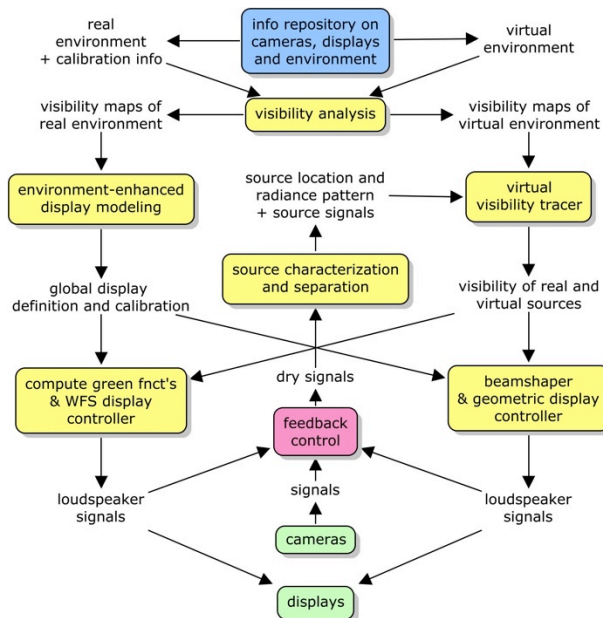 real
environment
+ calibration info
info repository on
cameras, displays
and environment
virtual
environment
visibility maps of
real environment
visibility analysis
visibility maps of
virtual environment
environment-enhanced
display modeling
source location and
radiance pattern
+ source signals
virtual
visibility tracer
global display
definition and calibration
source characterization
and separation
visibility of real and
virtual sources
compute green fnct's
& WFS display
controller
dry signals
beamshaper
& geometric display
controller
feedback
control
loudspeaker
signals
signals
loudspeaker
signals
cameras
displays